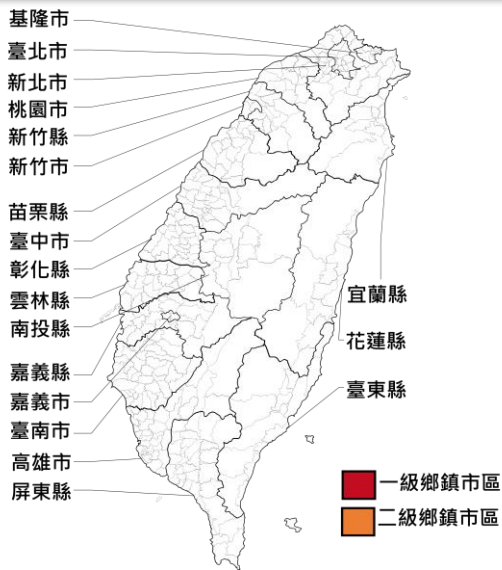 基隆市
臺北市
新北市
桃園市
新竹縣
新竹市
苗栗縣
臺中市
彰化縣
雲林縣
南投縣
嘉義縣
嘉義市
臺南市
高雄市
屏東縣
宜蘭縣
花蓮縣
臺東縣
一級鄉鎮市區
二級鄉鎮市區